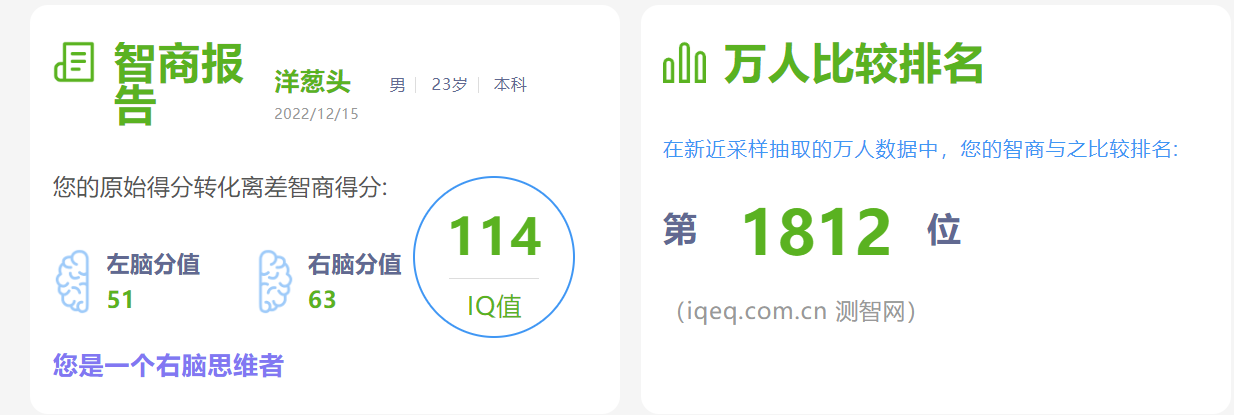 智商报
告
洋葱头
男 | 23岁 | 本科
2022/12/15
您的原始得分转化离差智商得分:
左脑分值
51
右脑分值
63
114
IQ值
您是一个右脑思维者
万人比较排名
在新近采样抽取的万人数据中，您的智商与之比较排名:
第 1812 位
（iqeq.com.cn 测智网）